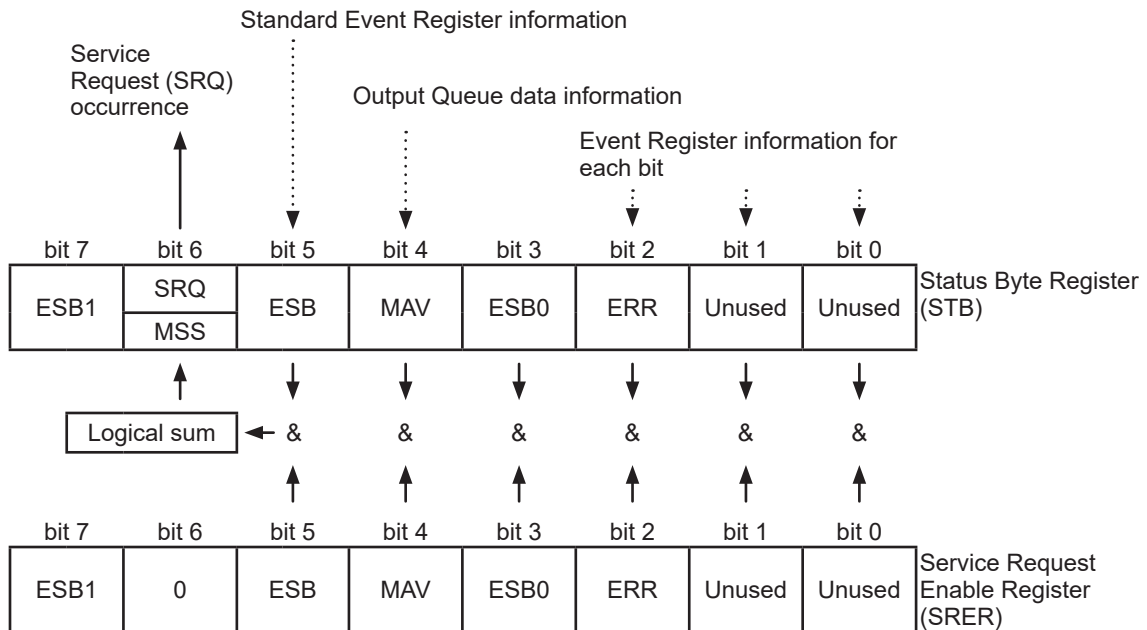 Standard Event Register information
Service
Request (SRQ)
occurrence
Output Queue data information
Event Register information for
each bit
bit 7 bit 6 bit 5 bit 4 bit 3 bit 2 bit 1 bit 0
ESB1 SRQ MSS ESB MAV ESB0 ERR Unused Unused
Status Byte Register
(STB)
Logical sum & & & & & &
bit 7 bit 6 bit 5 bit 4 bit 3 bit 2 bit 1 bit 0
ESB1 0 ESB MAV ESB0 ERR Unused Unused
Service Request
Enable Register
(SRER)